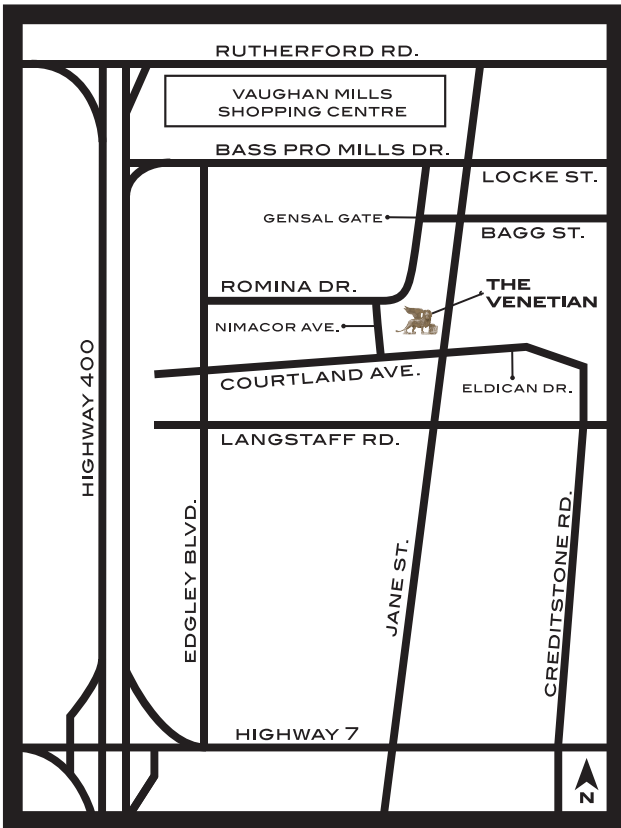 RUTHERFORD RD.
VAUGHAN MILLS
SHOPPING CENTRE
BASS PRO MILLS DR.
LOCKE ST.
GENSAL GATE
BAGG ST.
ROMINA DR.
THE
VENETIAN
NIMACOR AVE.
COURTLAND AVE.
ELDICAN DR.
HIGHWAY 400
LANGSTAFF RD.
EDGLEY BLVD.
JANE ST.
CREDITSTONE RD.
HIGHWAY 7
N